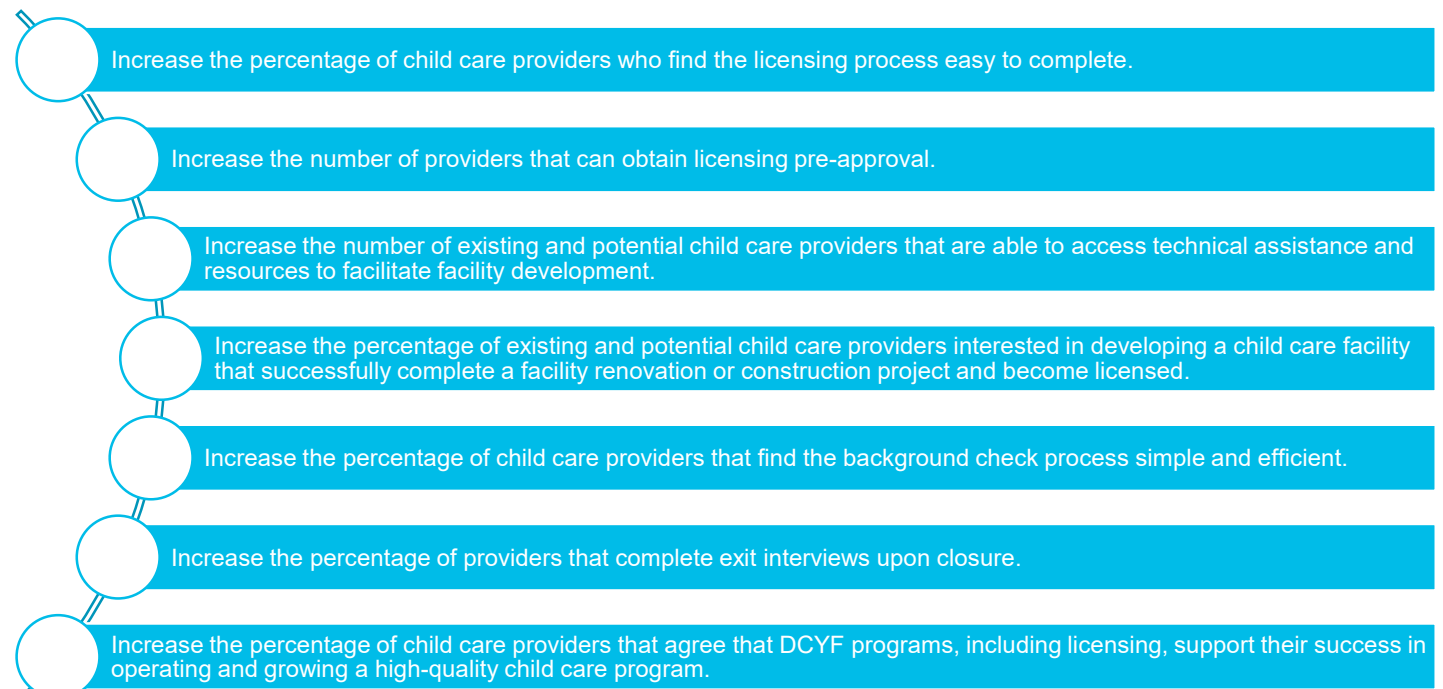 Increase the percentage of child care providers who find the licensing process easy to complete.
Increase the number of providers that can obtain licensing pre-approval.
Increase the number of existing and potential child care providers that are able to access technical assistance and
resources to facilitate facility development.
Increase the percentage of existing and potential child care providers interested in developing a child care facility
that successfully complete a facility renovation or construction project and become licensed.
Increase the percentage of child care providers that find the background check process simple and efficient.
Increase the percentage of providers that complete exit interviews upon closure.
Increase the percentage of child care providers that agree that DCYF programs, including licensing, support their success in
operating and growing a high-quality child care program.